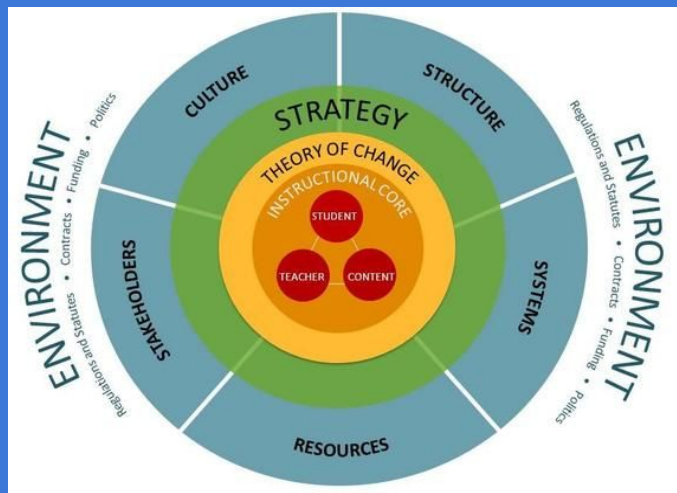 CULTURE
STRUCTURE
STRATEGY
THEORY OF CHANGE
INSTRUCTIONAL CORE
STUDENT
TEACHER
CONTENT
STAKEHOLDERS
SYSTEMS
RESOURCES
ENVIRONMENT
Regulations and Statutes • Contracts • Funding • Politics
ENVIRONMENT
Regulations and Statutes • Contracts • Funding • Politics